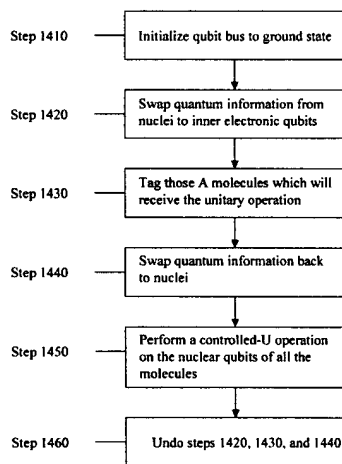 Step 1410
Initialize qubit bus to ground state
Step 1420
Swap quantum information from
nuclei to inner electronic qubits
Step 1430
Tag those A molecules which will
receive the unitary operation
Step 1440
Swap quantum information back
to nuclei
Step 1450
Perform a controlled-U operation
on the nuclear qubits of all the
molecules
Step 1460
Undo steps 1420, 1430, and 1440